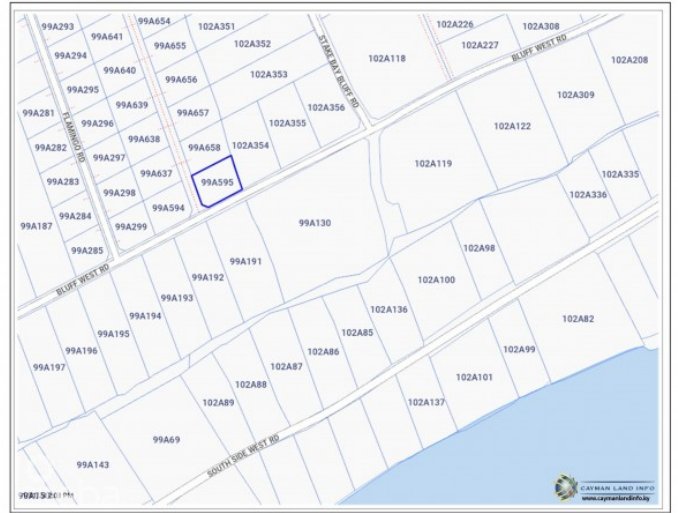 99A293
99A641
99A654
102A351
102A226
102A308
99A294
99A655
102A352
102A118
102A227
BLUFF WEST RD
102A208
99A295
99A640
99A656
102A353
STAKE BAY BLUFF RD
102A309
99A281
99A296
99A639
99A657
102A355
102A356
102A122
FLAMINGO RD
99A282
99A297
99A638
99A658
102A354
102A119
99A283
99A298
99A637
99A595
102A335
102A336
99A187
99A284
99A299
99A594
99A130
99A285
99A191
102A98
BLUFF WEST RD
99A192
102A100
99A193
99A194
102A136
99A195
102A85
102A82
99A196
102A86
102A99
99A197
102A87
102A88
102A101
102A89
102A137
99A69
SOUTH SIDE WEST RD
99A143
CAYMAN LAND INFO
www.caymanlandinfo.ky